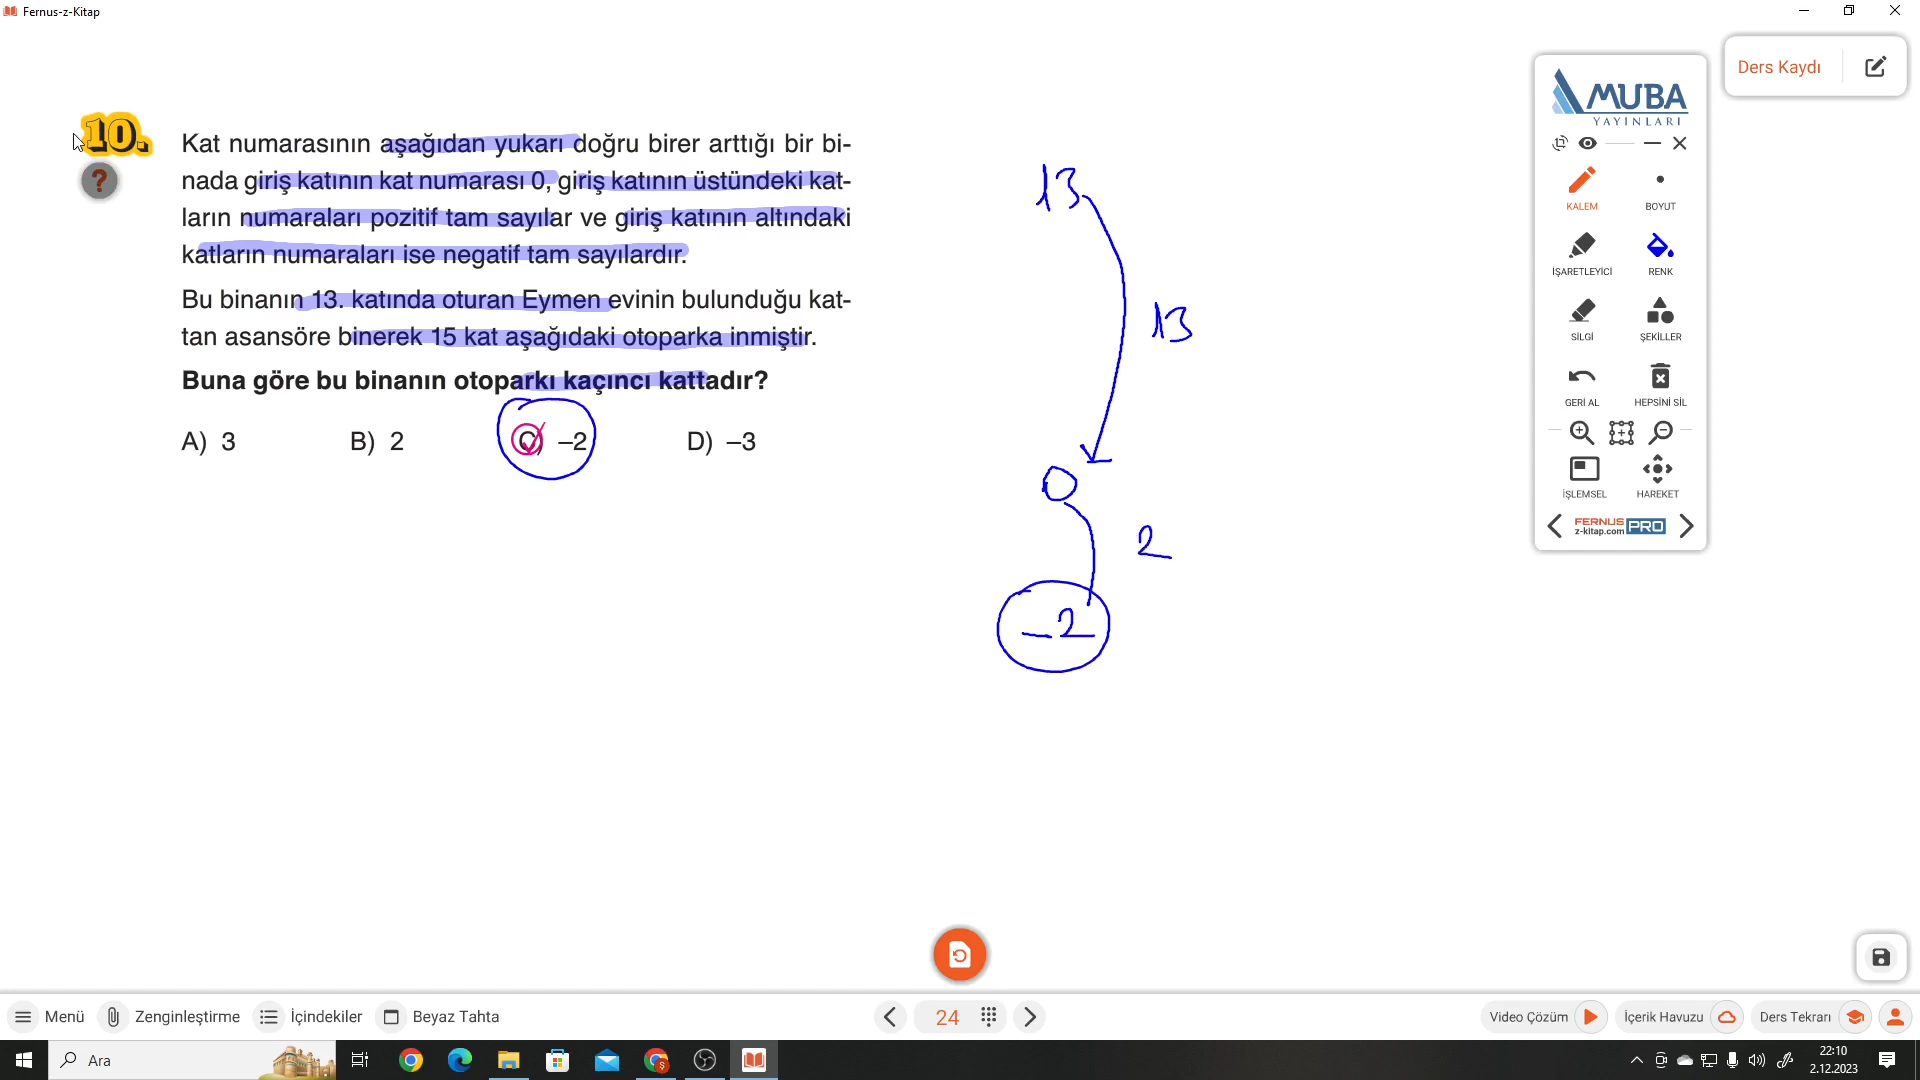 Fernus-z-Kitap
Ders Kaydı
MUBA
YAYINLARI
KALEM
BOYUT
İŞARETLEYİCİ
RENK
SİLGİ
ŞEKİLLER
GERİ AL
HEPSİNİ SİL
İŞLEMSEL
HAREKET
FERNUS
z-kitap.com PRO
10.
?
Kat numarasının aşağıdan yukarı doğru birer arttığı bir bi-
nada giriş katının kat numarası 0, giriş katının üstündeki kat-
ların numaraları pozitif tam sayılar ve giriş katının altındaki
katların numaraları ise negatif tam sayılardır.
Bu binanın 13. katında oturan Eymen evinin bulunduğu kat-
tan asansöre binerek 15 kat aşağıdaki otoparka inmiştir.
Buna göre bu binanın otoparkı kaçıncı kattadır?
A) 3 B) 2 C) –2 D) –3
13
13
0
2
-2
Menü Zenginleştirme İçindekiler Beyaz Tahta 24 Video Çözüm İçerik Havuzu Ders Tekrarı
Ara
22:10
2.12.2023